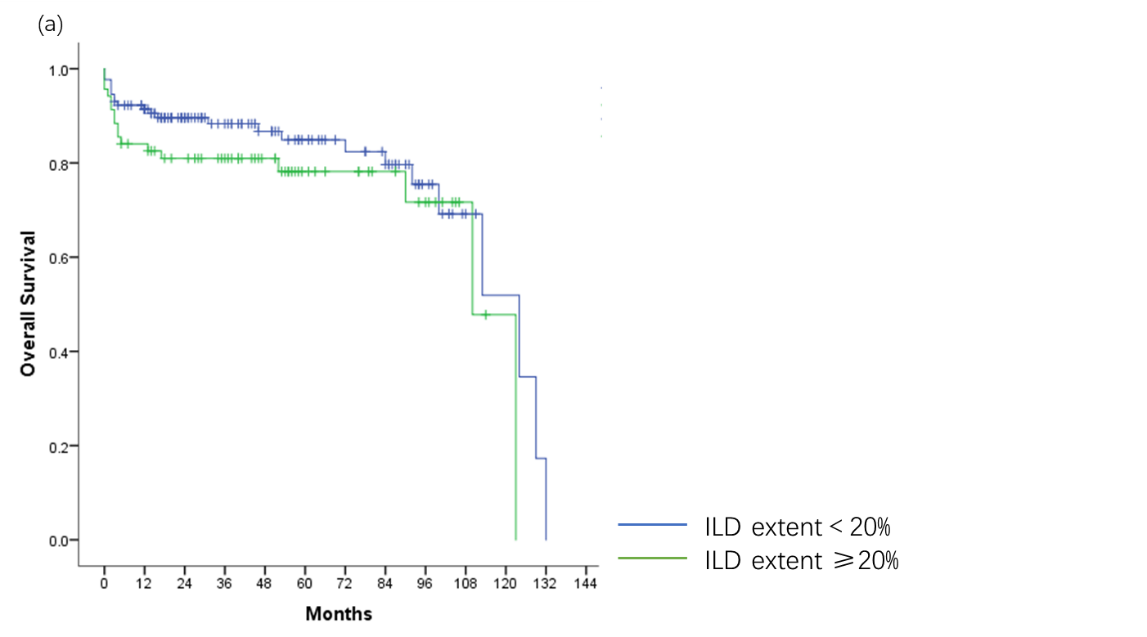 (a)
1.0
0.8
0.6
0.4
0.2
0.0
Overall Survival
0 12 24 36 48 60 72 84 96 108 120 132 144
Months
ILD extent < 20%
ILD extent ⩾20%